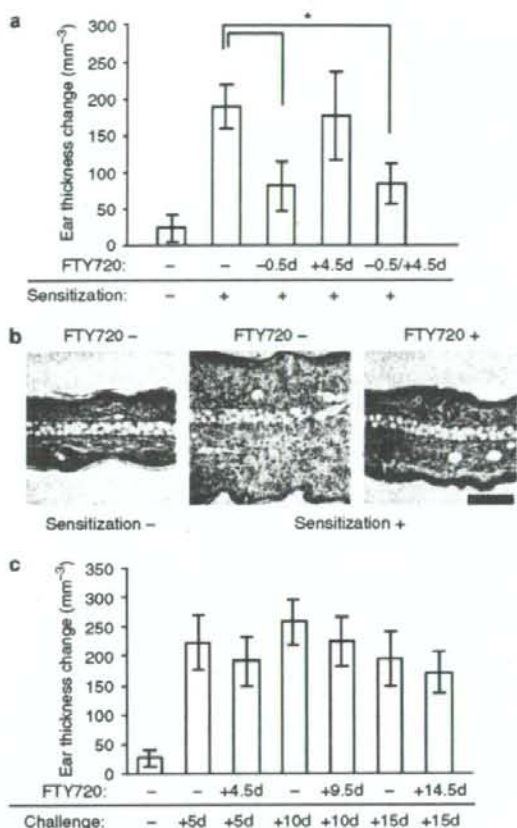 a
*
Ear thickness change (mm⁻³)
300
250
200
150
100
50
0
FTY720: – – –0.5d +4.5d –0.5/+4.5d
Sensitization: – + + + +
b
FTY720 – FTY720 – FTY720 +
Sensitization – Sensitization +
c
Ear thickness change (mm⁻³)
350
300
250
200
150
100
50
0
FTY720: – – +4.5d – +9.5d – +14.5d
Challenge: – +5d +5d +10d +10d +15d +15d